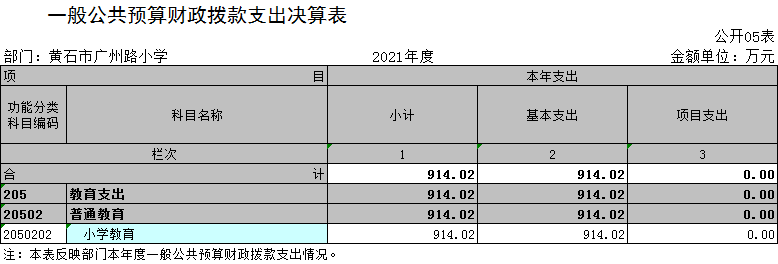 一般公共预算财政拨款支出决算表
公开05表
部门：黄石市广州路小学 2021年度 金额单位：万元
项 目 本年支出
功能分类科目编码 科目名称 小计 基本支出 项目支出
栏次 1 2 3
合 计 914.02 914.02 0.00
205 教育支出 914.02 914.02 0.00
20502 普通教育 914.02 914.02 0.00
2050202 小学教育 914.02 914.02 0.00
注：本表反映部门本年度一般公共预算财政拨款支出情况。